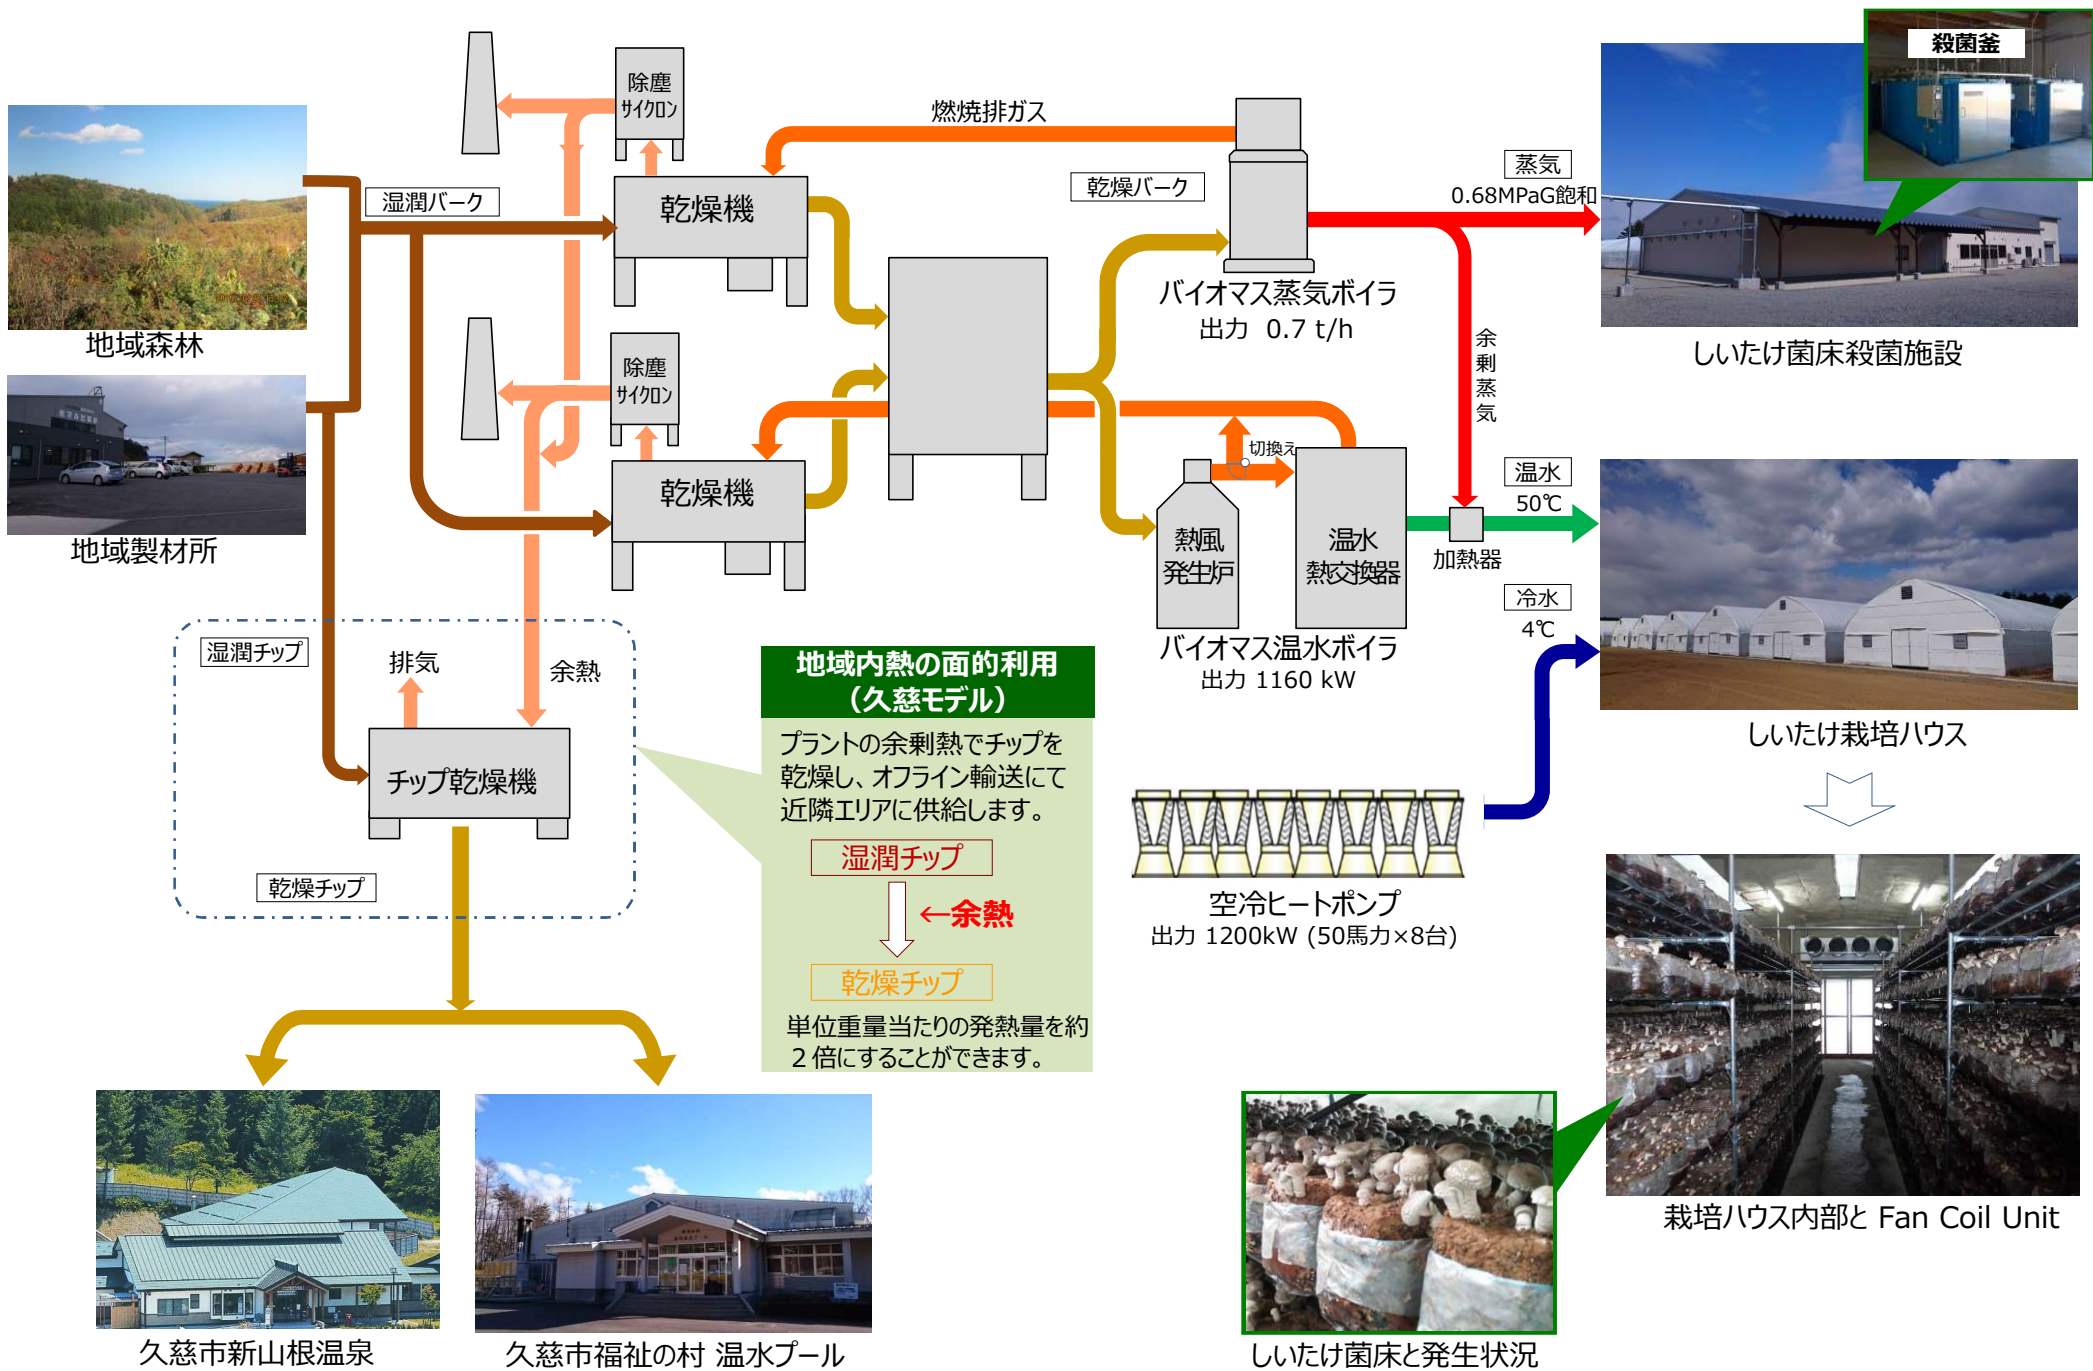 殺菌釜
除塵
サイクロン
燃焼排ガス
蒸気
0.68MPaG飽和
湿潤バーク
乾燥機
乾燥バーク
地域森林
バイオマス蒸気ボイラ
出力 0.7 t/h
しいたけ菌床殺菌施設
除塵
サイクロン
余
剰
蒸
気
切換え
温水
50℃
乾燥機
熱風
発生炉
温水
熱交換器
加熱器
地域製材所
冷水
4℃
湿潤チップ
排気
余熱
バイオマス温水ボイラ
出力 1160 kW
地域内熱の面的利用
（久慈モデル）
プラントの余剰熱でチップを
乾燥し、オフライン輸送にて
近隣エリアに供給します。
湿潤チップ
←余熱
乾燥チップ
単位重量当たりの発熱量を約
２倍にすることができます。
しいたけ栽培ハウス
チップ乾燥機
乾燥チップ
空冷ヒートポンプ
出力 1200kW (50馬力×8台)
栽培ハウス内部と Fan Coil Unit
久慈市新山根温泉
久慈市福祉の村 温水プール
しいたけ菌床と発生状況